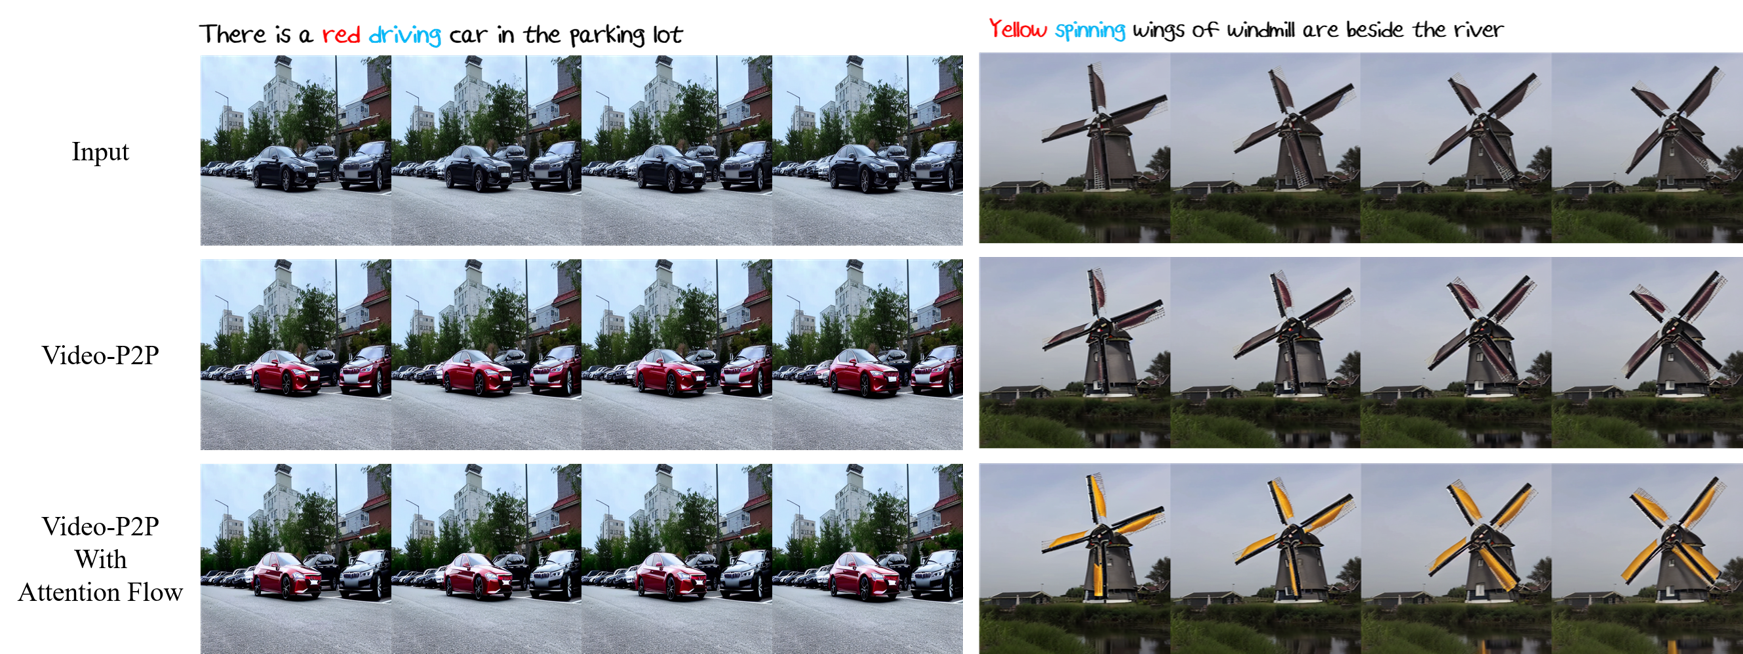 There is a red driving car in the parking lot
Yellow spinning wings of windmill are beside the river
Input
Video-P2P
Video-P2P
With
Attention Flow